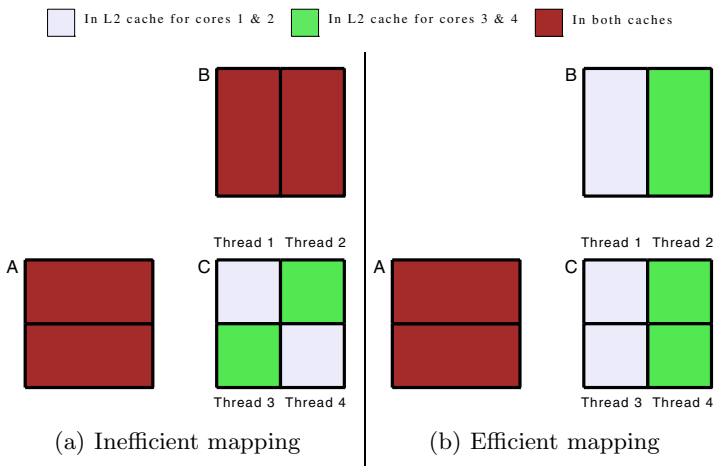 In L2 cache for cores 1 & 2 In L2 cache for cores 3 & 4 In both caches
B B
Thread 1 Thread 2 Thread 1 Thread 2
A C A C
Thread 3 Thread 4 Thread 3 Thread 4
(a) Inefficient mapping (b) Efficient mapping